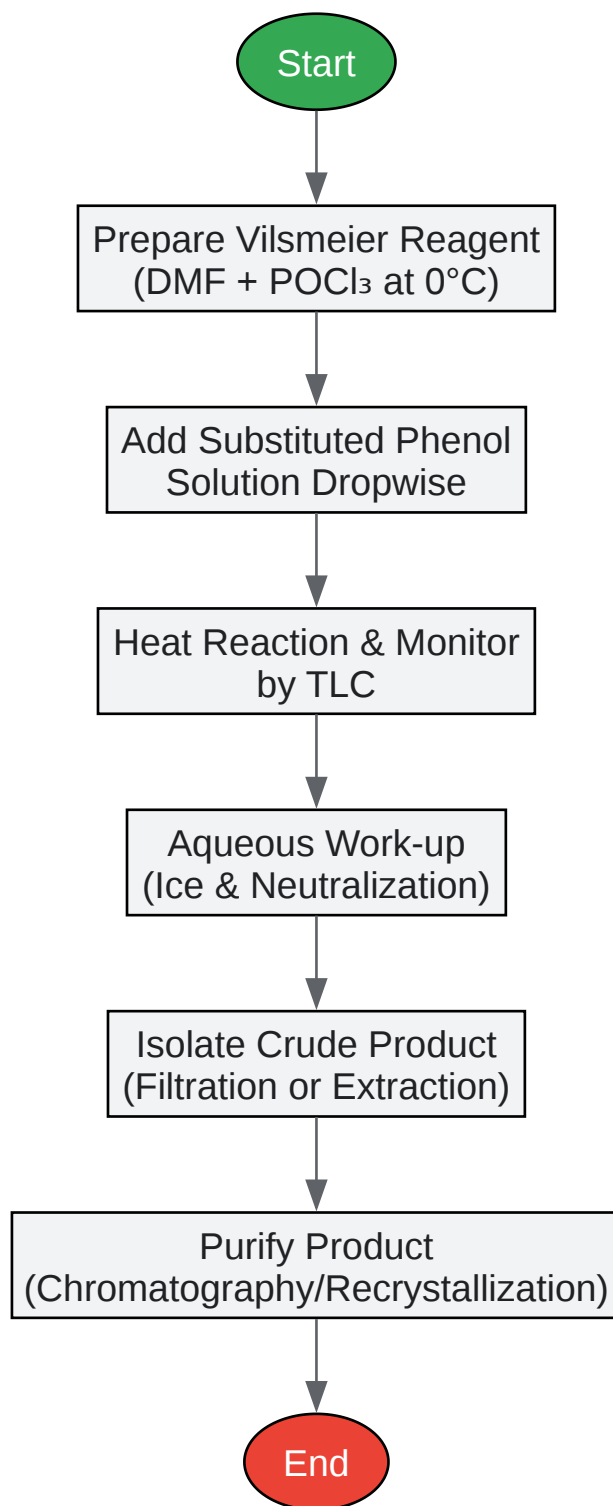 Start
Prepare Vilsmeier Reagent
(DMF + POCl₃ at 0°C)
Add Substituted Phenol
Solution Dropwise
Heat Reaction & Monitor
by TLC
Aqueous Work-up
(Ice & Neutralization)
Isolate Crude Product
(Filtration or Extraction)
Purify Product
(Chromatography/Recrystallization)
End